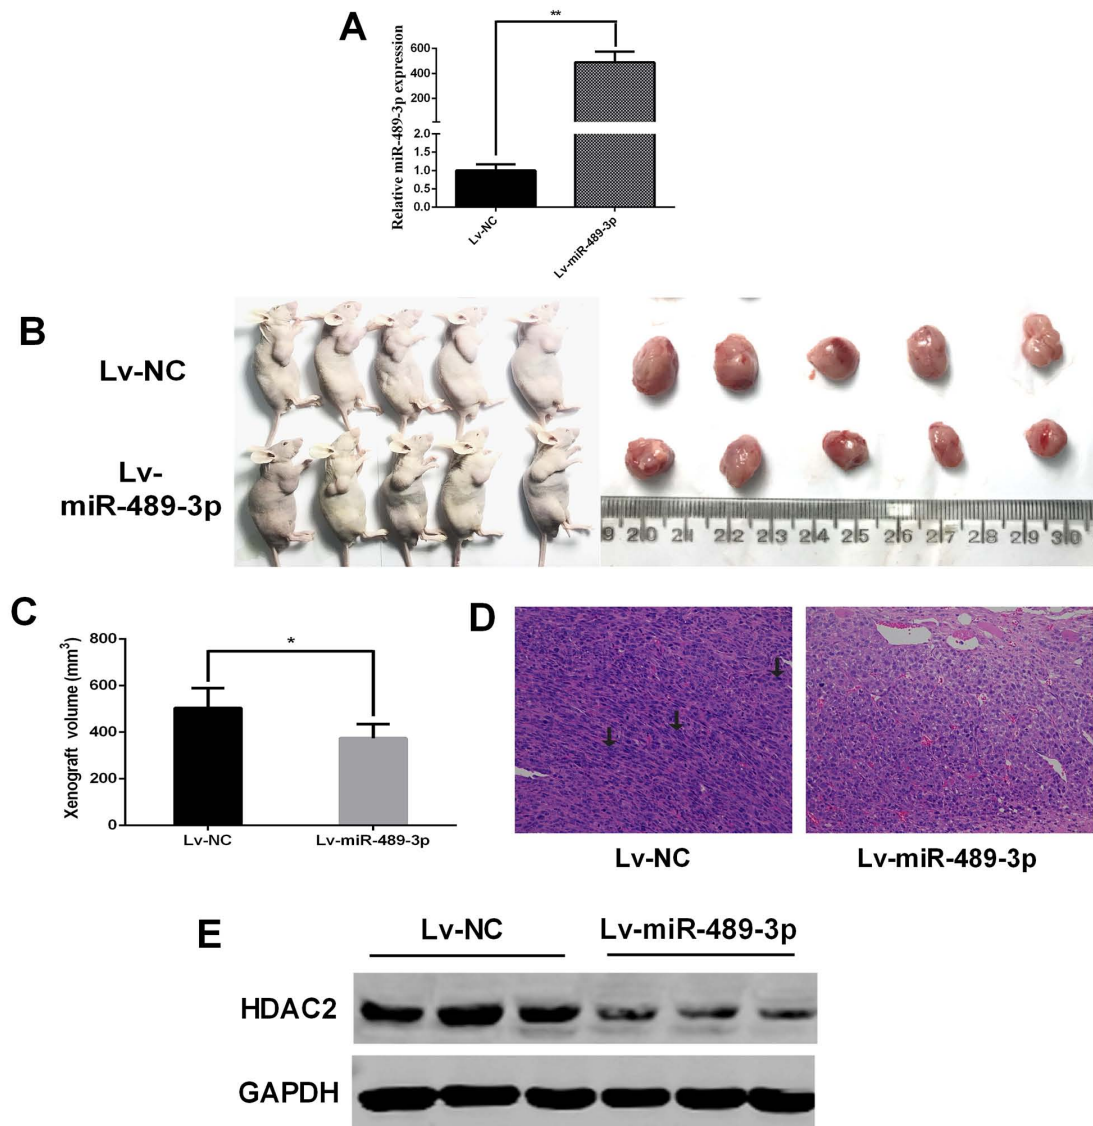 A
**
Relative miR-489-3p expression
600
400
200
2.0
1.5
1.0
0.5
0.0
Lv-NC
Lv-miR-489-3p
B
Lv-NC
Lv-
miR-489-3p
9 20 21 22 23 24 25 26 27 28 29 30
C
*
Xenograft volume (mm³)
800
600
400
200
0
Lv-NC
Lv-miR-489-3p
D
Lv-NC
Lv-miR-489-3p
E
Lv-NC
Lv-miR-489-3p
HDAC2
GAPDH